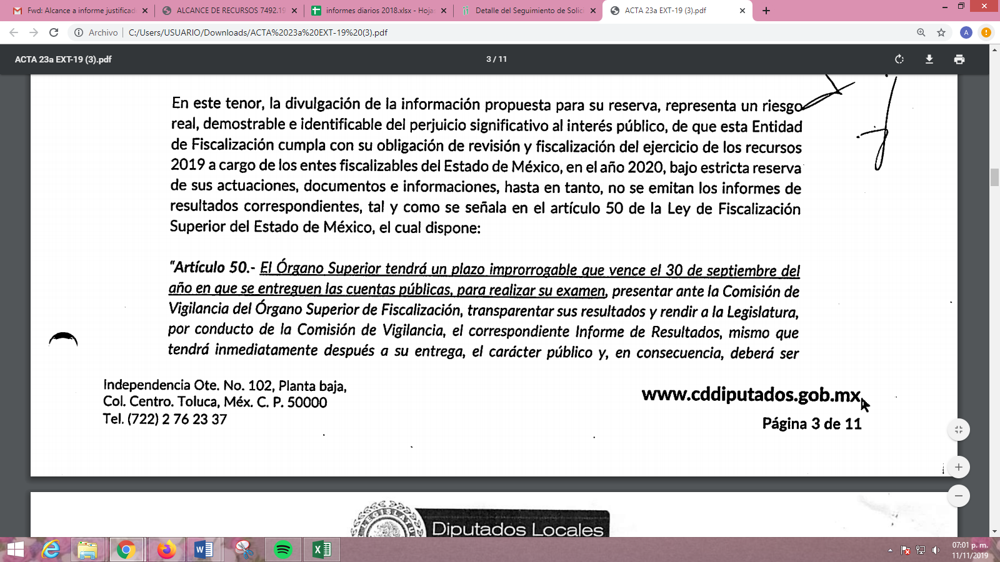 Fwd: Alcance a informe justificad
ALCANCE DE RECURSOS 7492.19
informes diarios 2018.xlsx - Hoja
Detalle del Seguimiento de Solici
ACTA 23a EXT-19 (3).pdf
Archivo
C:/Users/USUARIO/Downloads/ACTA%2023a%20EXT-19%20(3).pdf
A
ACTA 23a EXT-19 (3).pdf
3 / 11
En este tenor, la divulgación de la información propuesta para su reserva, representa un riesgo
real, demostrable e identificable del perjuicio significativo al interés público, de que esta Entidad
de Fiscalización cumpla con su obligación de revisión y fiscalización del ejercicio de los recursos
2019 a cargo de los entes fiscalizables del Estado de México, en el año 2020, bajo estricta reserva
de sus actuaciones, documentos e informaciones, hasta en tanto, no se emitan los informes de
resultados correspondientes, tal y como se señala en el artículo 50 de la Ley de Fiscalización
Superior del Estado de México, el cual dispone:
“Artículo 50.- El Órgano Superior tendrá un plazo improrrogable que vence el 30 de septiembre del
año en que se entreguen las cuentas públicas, para realizar su examen, presentar ante la Comisión de
Vigilancia del Órgano Superior de Fiscalización, transparentar sus resultados y rendir a la Legislatura,
por conducto de la Comisión de Vigilancia, el correspondiente Informe de Resultados, mismo que
tendrá inmediatamente después a su entrega, el carácter público y, en consecuencia, deberá ser
Independencia Ote. No. 102, Planta baja,
Col. Centro. Toluca, Méx. C. P. 50000
Tel. (722) 2 76 23 37
www.cddiputados.gob.mx
Página 3 de 11
LEGISLATU
Diputados Locales
07:01 p. m.
11/11/2019